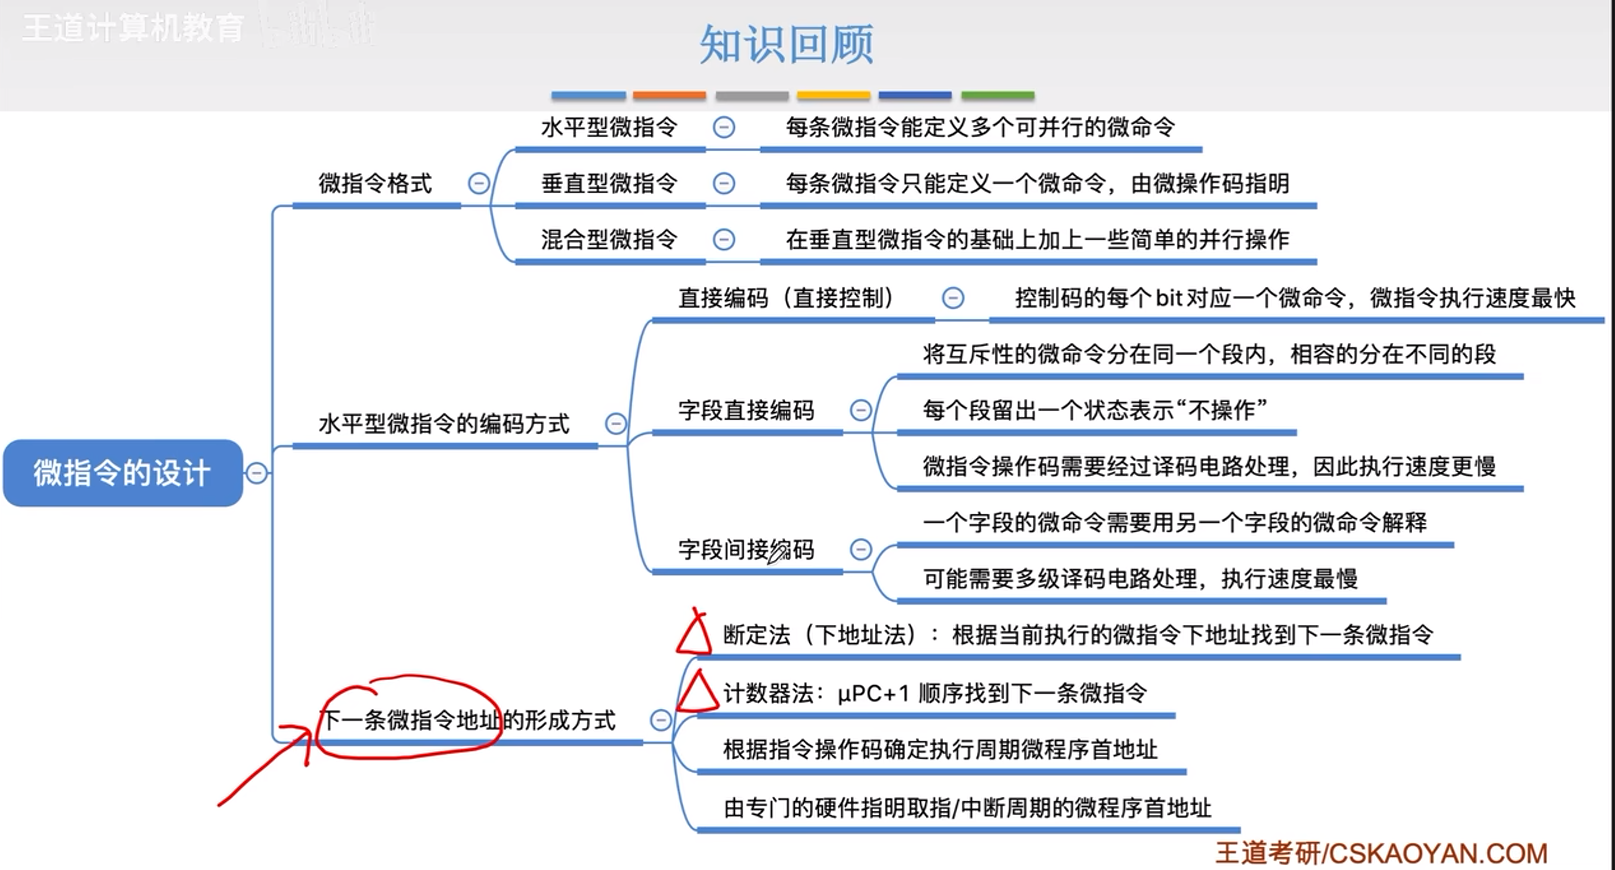 王道计算机教育
知识回顾
水平型微指令
每条微指令能定义多个可并行的微命令
微指令格式
垂直型微指令
每条微指令只能定义一个微命令，由微操作码指明
混合型微指令
在垂直型微指令的基础上加上一些简单的并行操作
直接编码（直接控制）
控制码的每个bit对应一个微命令，微指令执行速度最快
将互斥性的微命令分在同一个段内，相容的分在不同的段
水平型微指令的编码方式
字段直接编码
每个段留出一个状态表示“不操作”
微指令操作码需要经过译码电路处理，因此执行速度更慢
微指令的设计
一个字段的微命令需要用另一个字段的微命令解释
字段间接编码
可能需要多级译码电路处理，执行速度最慢
断定法（下地址法）：根据当前执行的微指令下地址找到下一条微指令
下一条微指令地址的形成方式
计数器法：μPC+1 顺序找到下一条微指令
根据指令操作码确定执行周期微程序首地址
由专门的硬件指明取指/中断周期的微程序首地址
王道考研/CSKAOYAN.COM